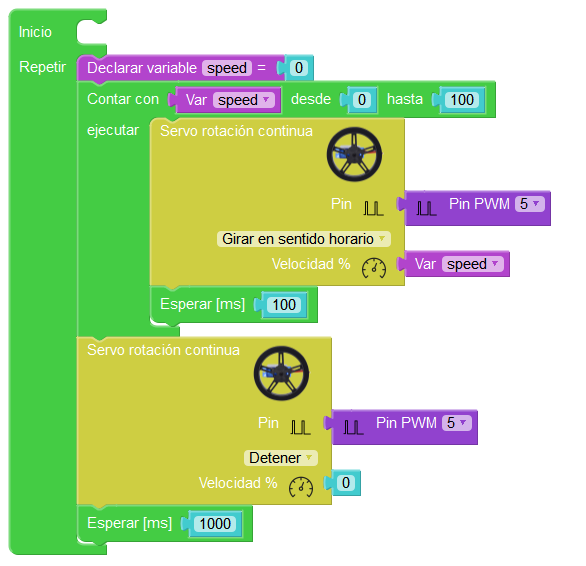 Inicio
Repetir Declarar variable speed = 0
Contar con Var speed desde 0 hasta 100
ejecutar Servo rotación continua
Pin Pin PWM 5
Girar en sentido horario
Velocidad % Var speed
Esperar [ms] 100
Servo rotación continua
Pin Pin PWM 5
Detener
Velocidad % 0
Esperar [ms] 1000